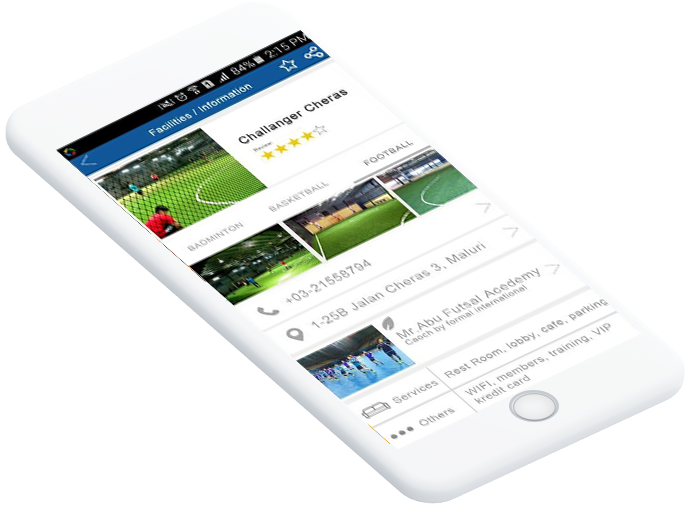 84% 2:15 PM
Facilities / Information
Challanger Cheras
Review:
BADMINTON BASKETBALL FOOTBALL
+03-21558794
1-25B Jalan Cheras 3, Maluri
Mr.Abu Futsal Acedemy
Caoch by formal international
Services Rest Room, lobby, cafe, parking
Others WIFI, members, training, VIP
kredit card